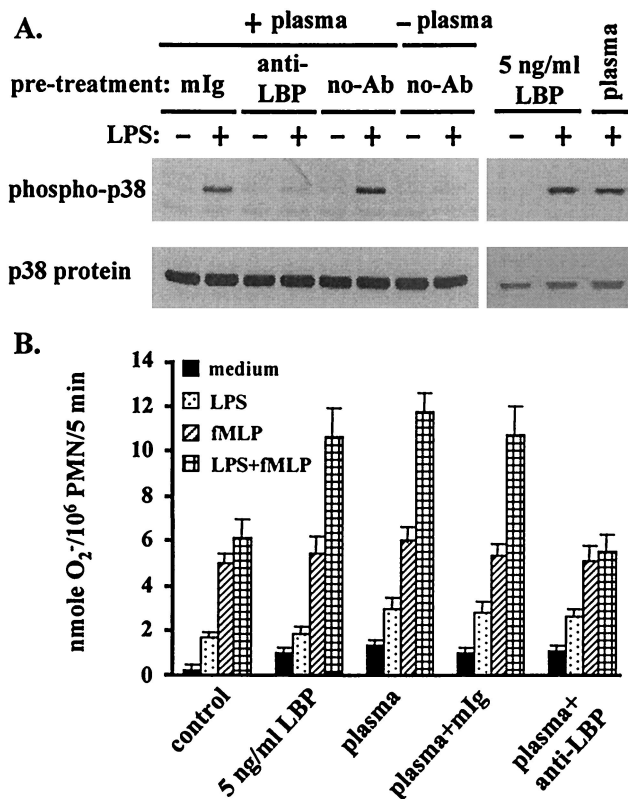 A.
+ plasma
− plasma
pre-treatment: mIg
anti-
LBP
no-Ab
no-Ab
5 ng/ml
LBP
plasma
LPS: − + − + − + − + − + +
phospho-p38
p38 protein
B.
nmole O₂⁻/10⁶ PMN/5 min
14
12
10
8
6
4
2
0
medium
LPS
fMLP
LPS+fMLP
control
5 ng/ml LBP
plasma
plasma+mIg
plasma+
anti-LBP